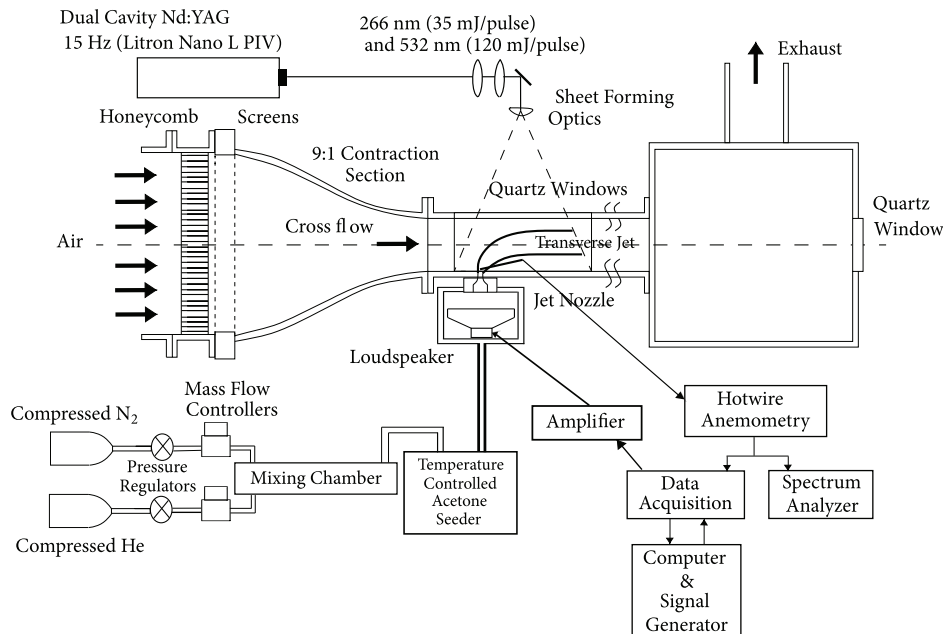 Dual Cavity Nd:YAG
15 Hz (Litron Nano L PIV)
266 nm (35 mJ/pulse)
and 532 nm (120 mJ/pulse)
Exhaust
Honeycomb
Screens
Sheet Forming
Optics
9:1 Contraction
Section
Quartz Windows
Quartz
Window
Air
Cross flow
Transverse Jet
Jet Nozzle
Loudspeaker
Mass Flow
Controllers
Compressed N2
Pressure
Regulators
Mixing Chamber
Compressed He
Temperature
Controlled
Acetone
Seeder
Amplifier
Hotwire
Anemometry
Data
Acquisition
Spectrum
Analyzer
Computer
&
Signal
Generator